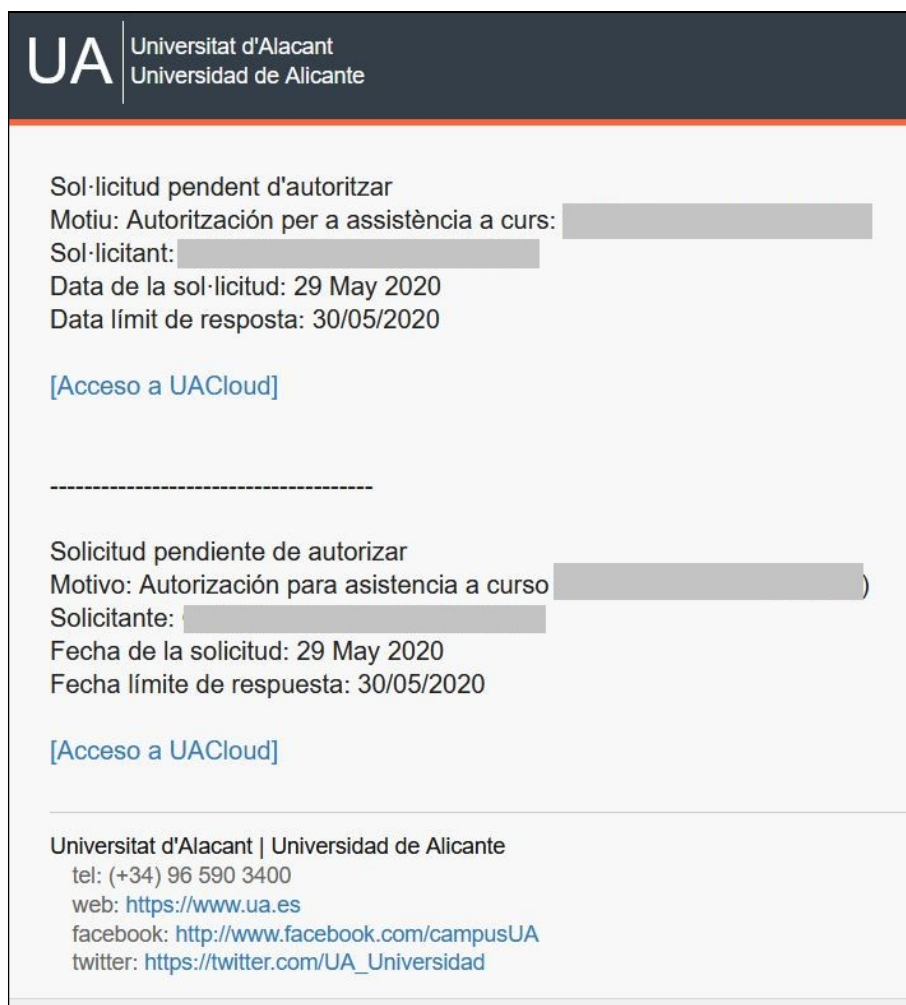 UA
Universitat d'Alacant
Universidad de Alicante
Sol·licitud pendent d'autoritzar
Motiu: Autoritzación per a assistència a curs:
Sol·licitant:
Data de la sol·licitud: 29 May 2020
Data límit de resposta: 30/05/2020
[Acceso a UACloud]
--------------------------------------
Solicitud pendiente de autorizar
Motivo: Autorización para asistencia a curso )
Solicitante:
Fecha de la solicitud: 29 May 2020
Fecha límite de respuesta: 30/05/2020
[Acceso a UACloud]
Universitat d'Alacant | Universidad de Alicante
tel: (+34) 96 590 3400
web: https://www.ua.es
facebook: http://www.facebook.com/campusUA
twitter: https://twitter.com/UA_Universidad